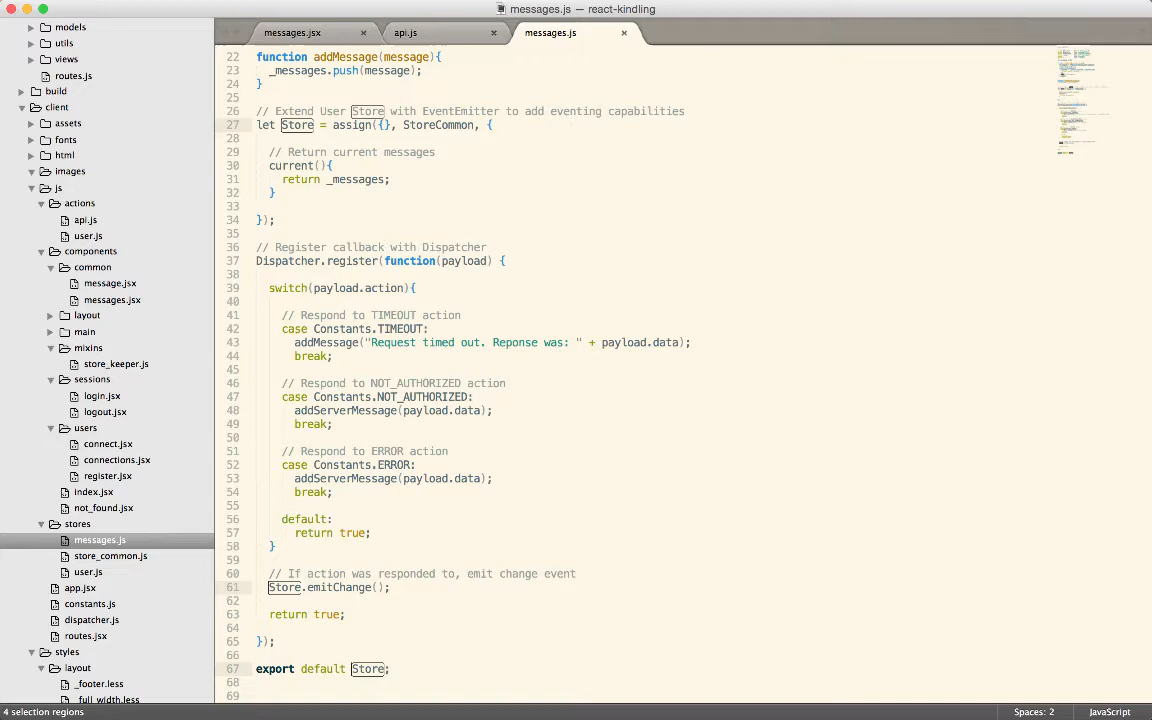 messages.js — react-kindling
models
utils
views
routes.js
build
client
assets
fonts
html
images
js
actions
api.js
user.js
components
common
message.jsx
messages.jsx
layout
main
mixins
store_keeper.js
sessions
login.jsx
logout.jsx
users
connect.jsx
connections.jsx
register.jsx
index.jsx
not_found.jsx
stores
messages.js
store_common.js
user.js
app.jsx
constants.js
dispatcher.js
routes.jsx
styles
layout
_footer.less
_full_width.less
messages.jsx × api.js × messages.js ×
22 function addMessage(message){
23 _messages.push(message);
24 }
25
26 // Extend User Store with EventEmitter to add eventing capabilities
27 let Store = assign({}, StoreCommon, {
28
29 // Return current messages
30 current(){
31 return _messages;
32 }
33
34 });
35
36 // Register callback with Dispatcher
37 Dispatcher.register(function(payload) {
38
39 switch(payload.action){
40
41 // Respond to TIMEOUT action
42 case Constants.TIMEOUT:
43 addMessage("Request timed out. Reponse was: " + payload.data);
44 break;
45
46 // Respond to NOT_AUTHORIZED action
47 case Constants.NOT_AUTHORIZED:
48 addServerMessage(payload.data);
49 break;
50
51 // Respond to ERROR action
52 case Constants.ERROR:
53 addServerMessage(payload.data);
54 break;
55
56 default:
57 return true;
58 }
59
60 // If action was responded to, emit change event
61 Store.emitChange();
62
63 return true;
64
65 });
66
67 export default Store;
68
69
4 selection regions
Spaces: 2 JavaScript